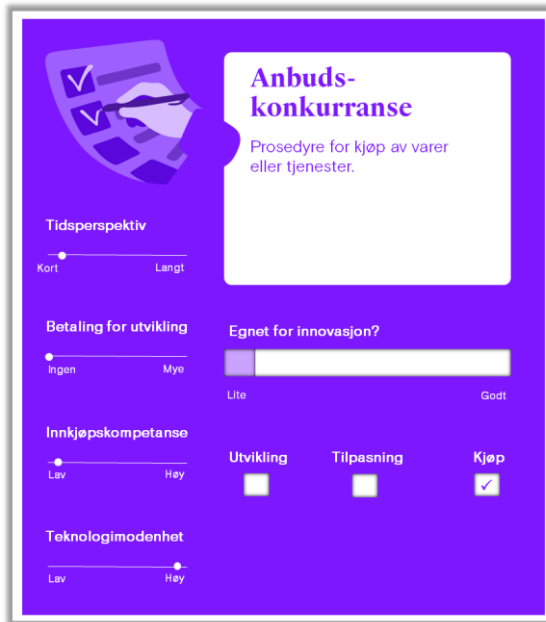 Anbuds-
konkurranse
Prosedyre for kjøp av varer
eller tjenester.
Tidsperspektiv
Kort Langt
Betaling for utvikling
Ingen Mye
Innkjøpskompetanse
Lav Høy
Teknologimodenhet
Lav Høy
Egnet for innovasjon?
Lite Godt
Utvikling Tilpasning Kjøp